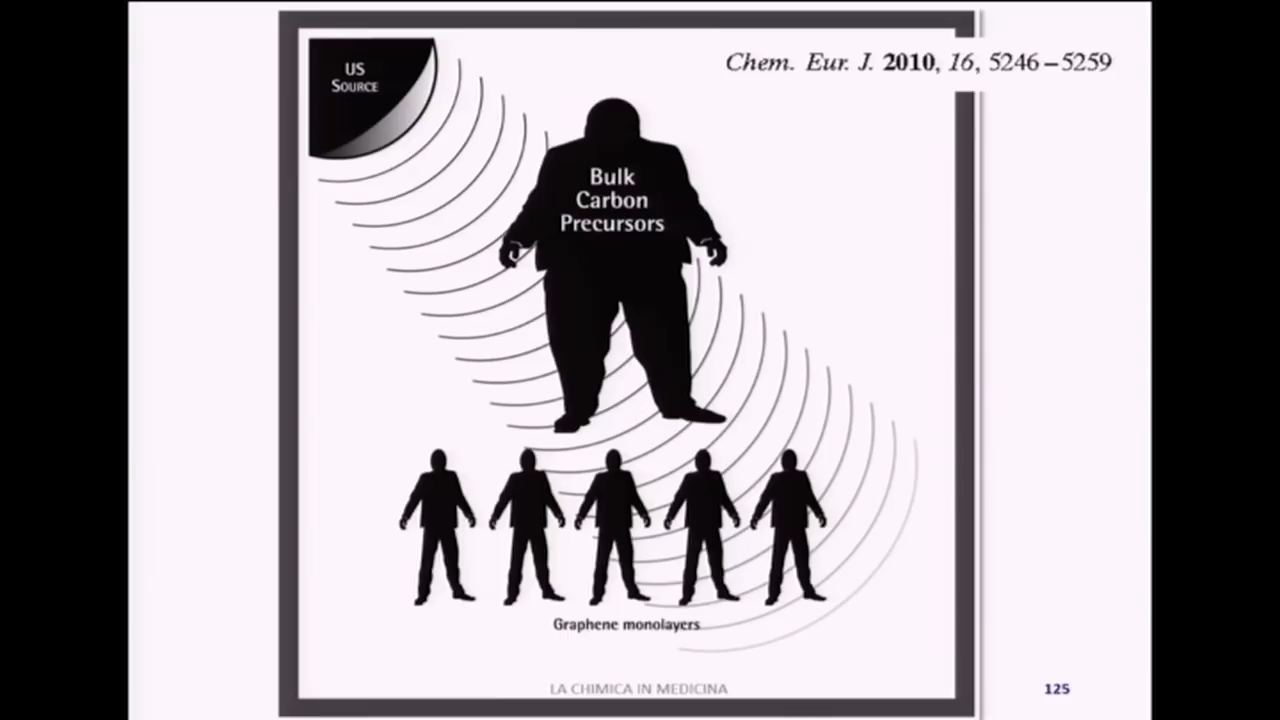 US
SOURCE
Chem. Eur. J. 2010, 16, 5246–5259
Bulk
Carbon
Precursors
Graphene monolayers
LA CHIMICA IN MEDICINA
125